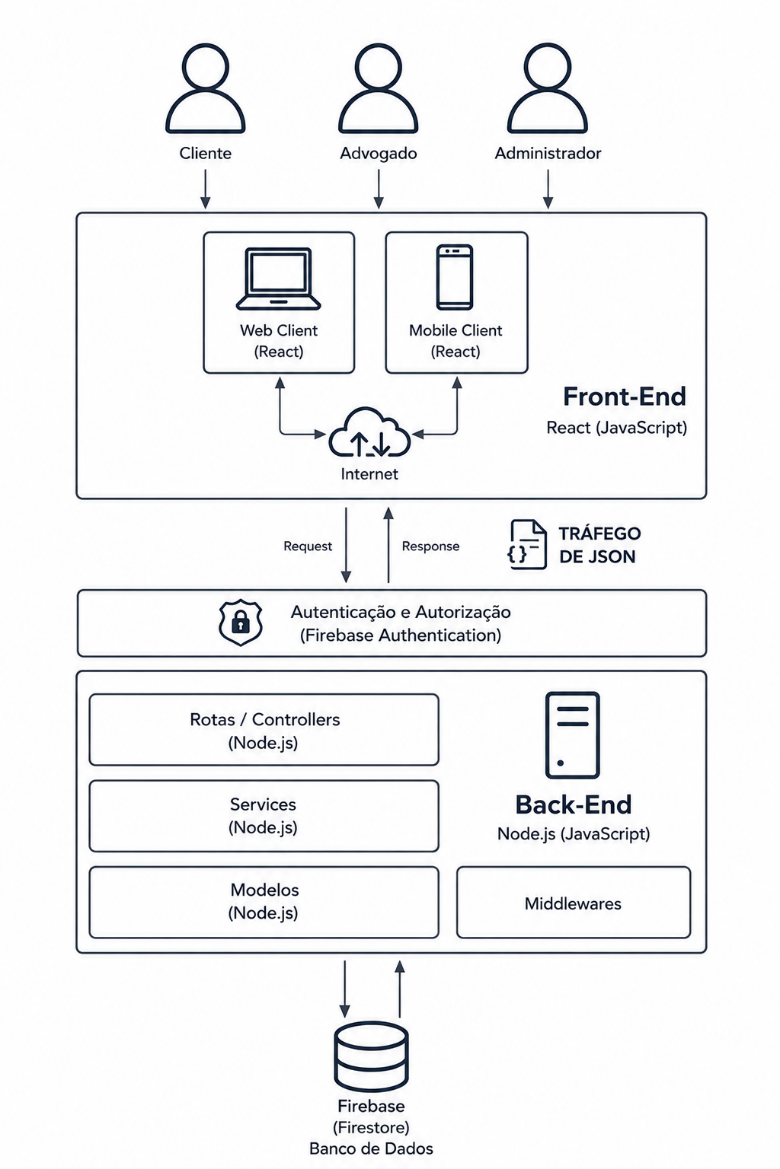 Cliente
Advogado
Administrador
Web Client
(React)
Mobile Client
(React)
Front-End
React (JavaScript)
Internet
Request
Response
{}
TRÁFEGO
DE JSON
Autenticação e Autorização
(Firebase Authentication)
Rotas / Controllers
(Node.js)
Services
(Node.js)
Back-End
Node.js (JavaScript)
Modelos
(Node.js)
Middlewares
Firebase
(Firestore)
Banco de Dados